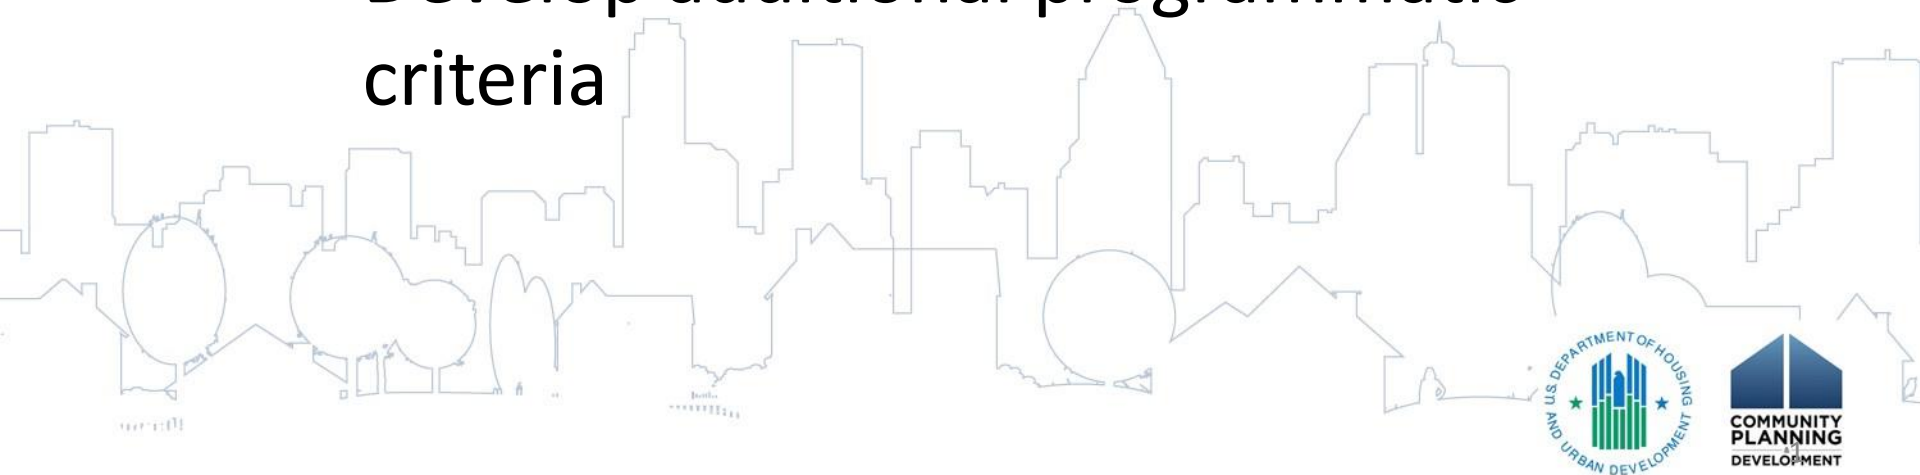 Develop additional programmatic
criteria
U.S. DEPARTMENT OF HOUSING
AND URBAN DEVELOPMENT
COMMUNITY
PLANNING
DEVELOPMENT